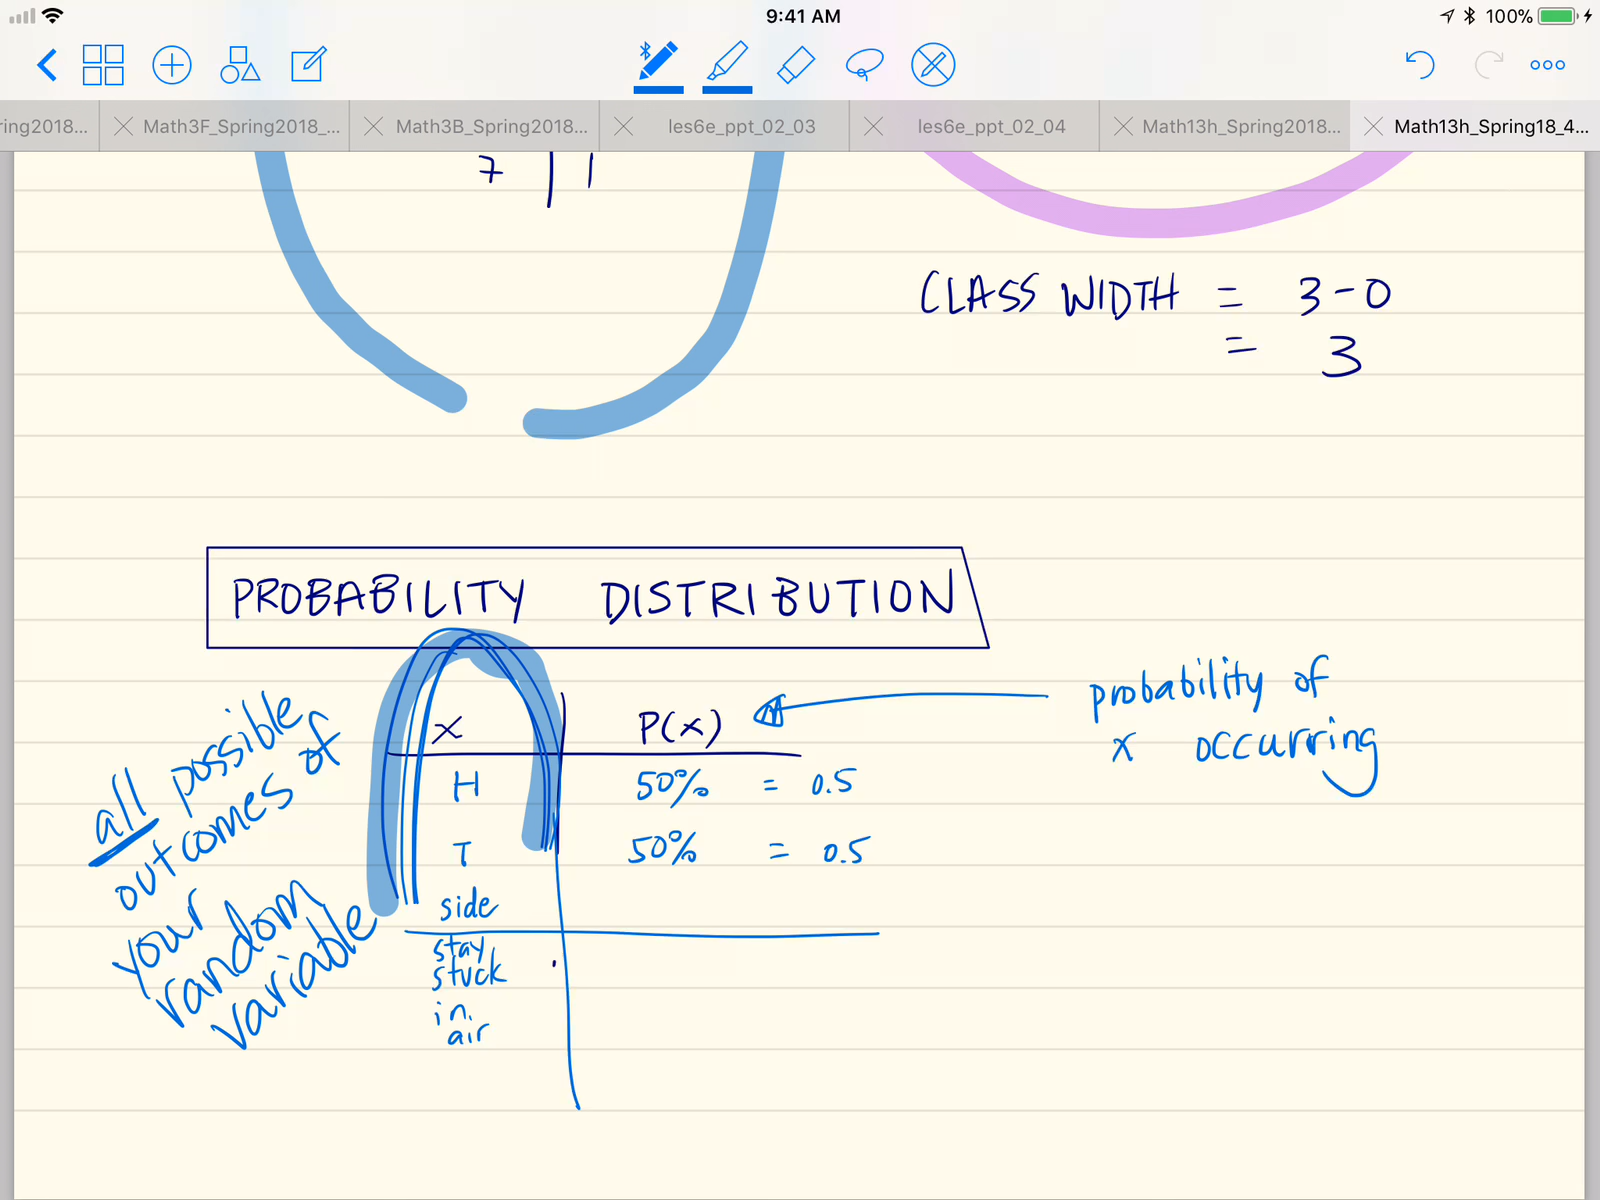 9:41 AM
100%
ring2018...
Math3F_Spring2018_...
Math3B_Spring2018...
les6e_ppt_02_03
les6e_ppt_02_04
Math13h_Spring2018...
Math13h_Spring18_4...
7 | 1
CLASS WIDTH = 3-0
= 3
PROBABILITY DISTRIBUTION
x P(x)
H 50% = 0.5
T 50% = 0.5
side
stay
stuck
in
air
all possible
outcomes of
your
random
variable
probability of
x occurring